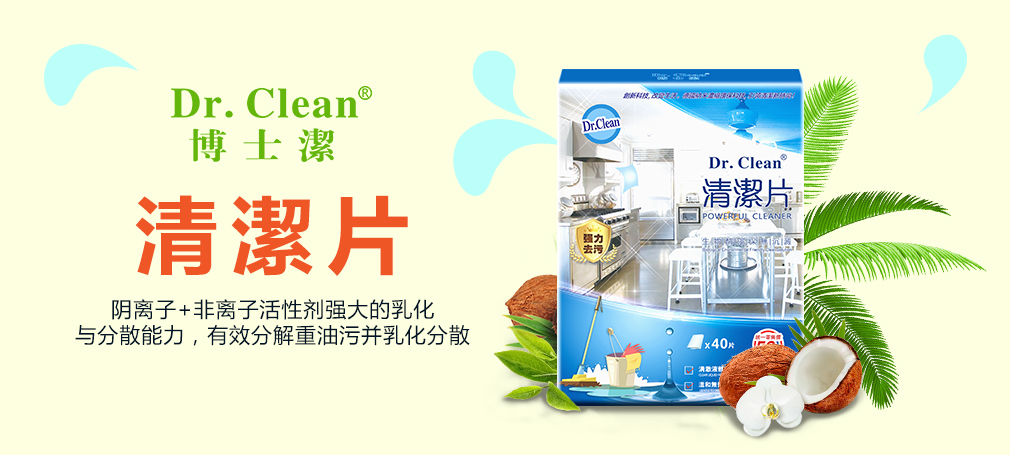 Dr. Clean®
博士潔
清潔片
阴离子+非离子活性剂强大的乳化
与分散能力，有效分解重油污并乳化分散
Dr.Clean
Dr. Clean®
清潔片
POWERFUL CLEANER
强力
去污
x40片